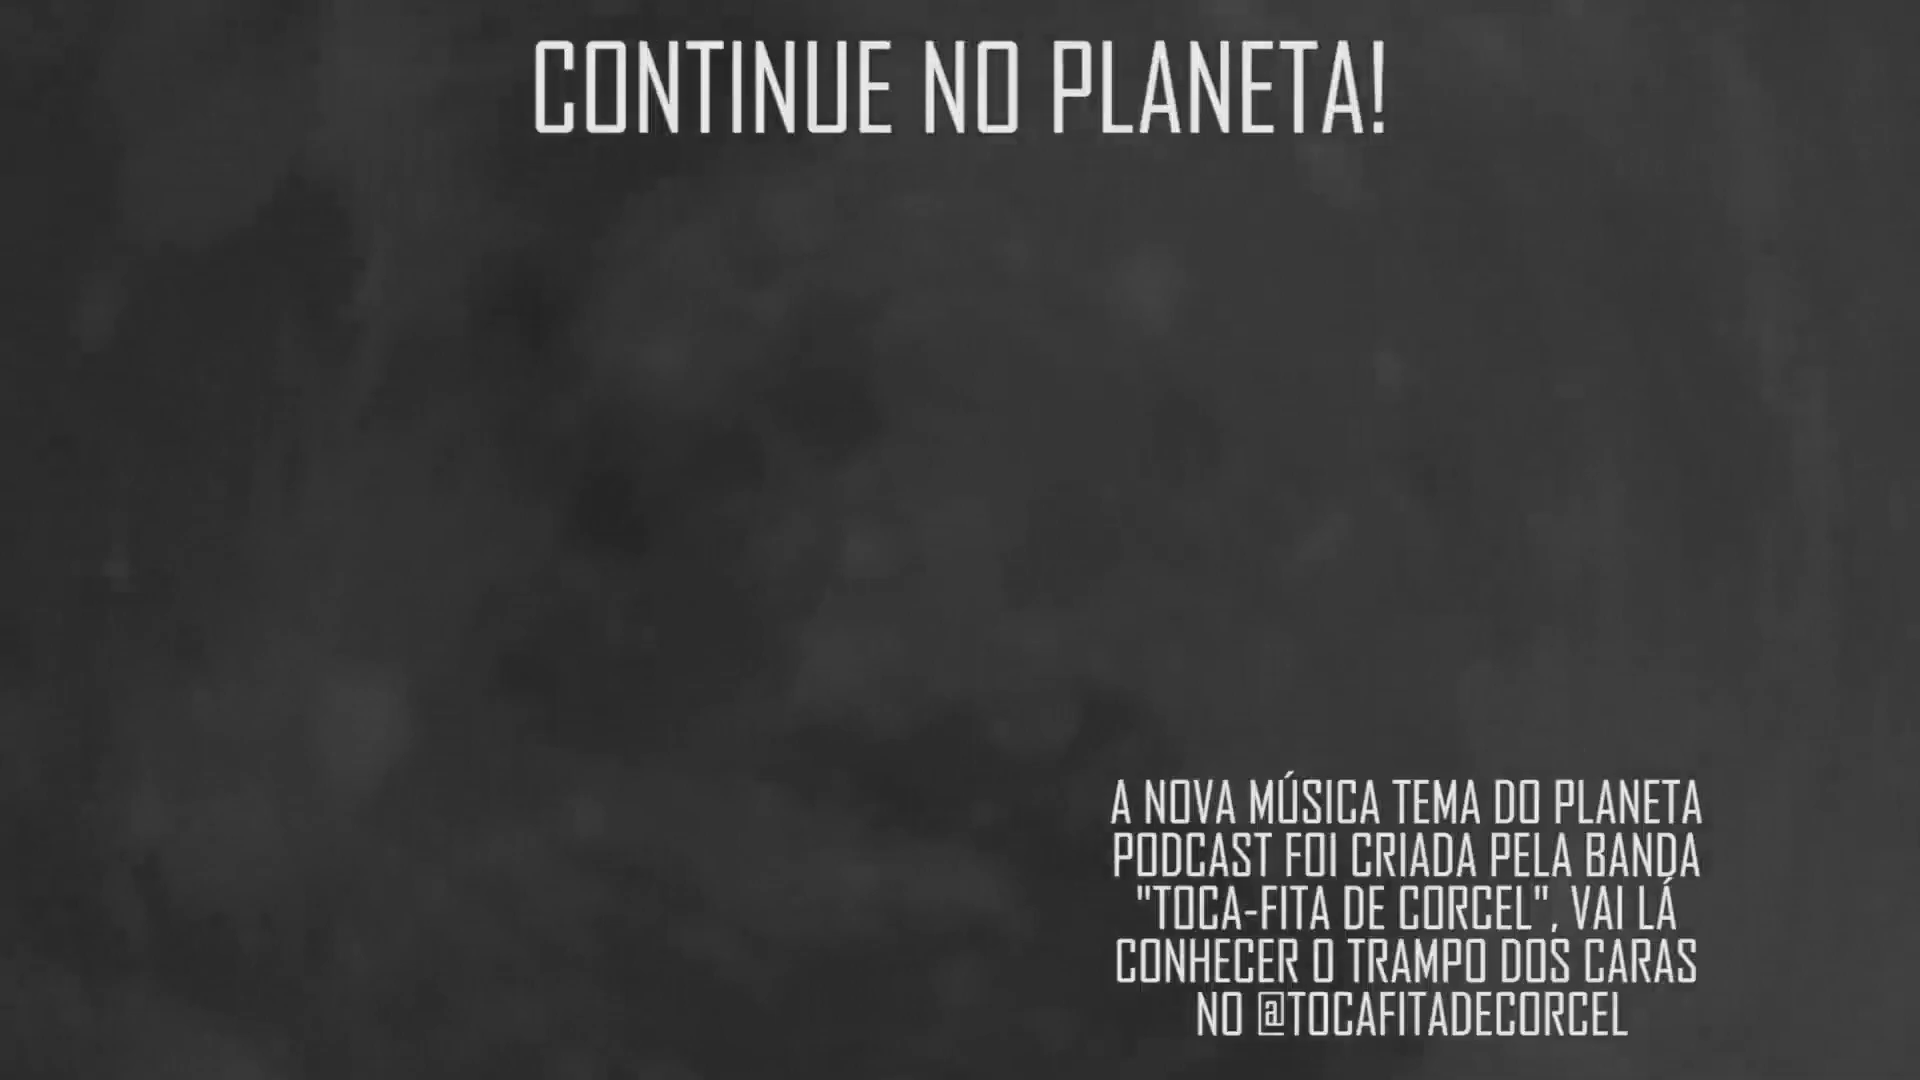 CONTINUE NO PLANETA!
A NOVA MÚSICA TEMA DO PLANETA
PODCAST FOI CRIADA PELA BANDA
"TOCA-FITA DE CORCEL", VAI LÁ
CONHECER O TRAMPO DOS CARAS
NO @TOCAFITADECORCEL